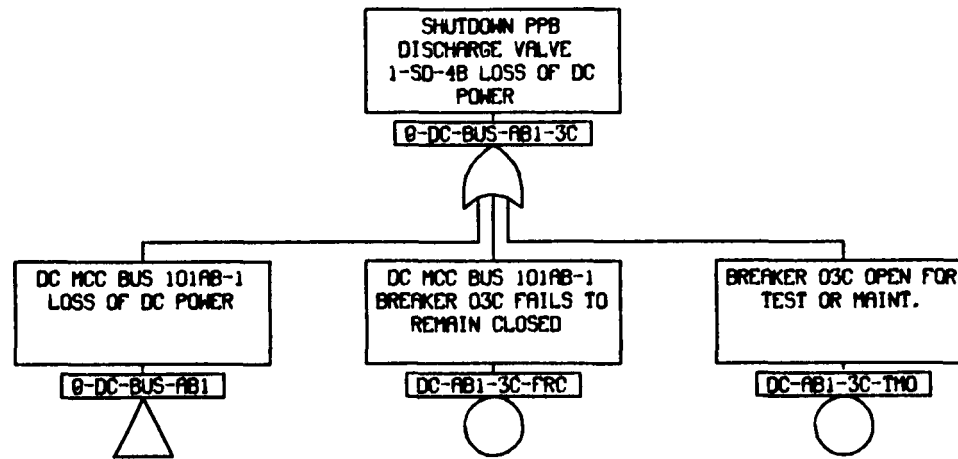 SHUTDOWN PPB
DISCHARGE VALVE
1-SD-4B LOSS OF DC
POWER
0-DC-BUS-AB1-3C
DC MCC BUS 101AB-1
LOSS OF DC POWER
0-DC-BUS-AB1
DC MCC BUS 101AB-1
BREAKER 03C FAILS TO
REMAIN CLOSED
DC-AB1-3C-FRC
BREAKER 03C OPEN FOR
TEST OR MAINT.
DC-AB1-3C-TMO